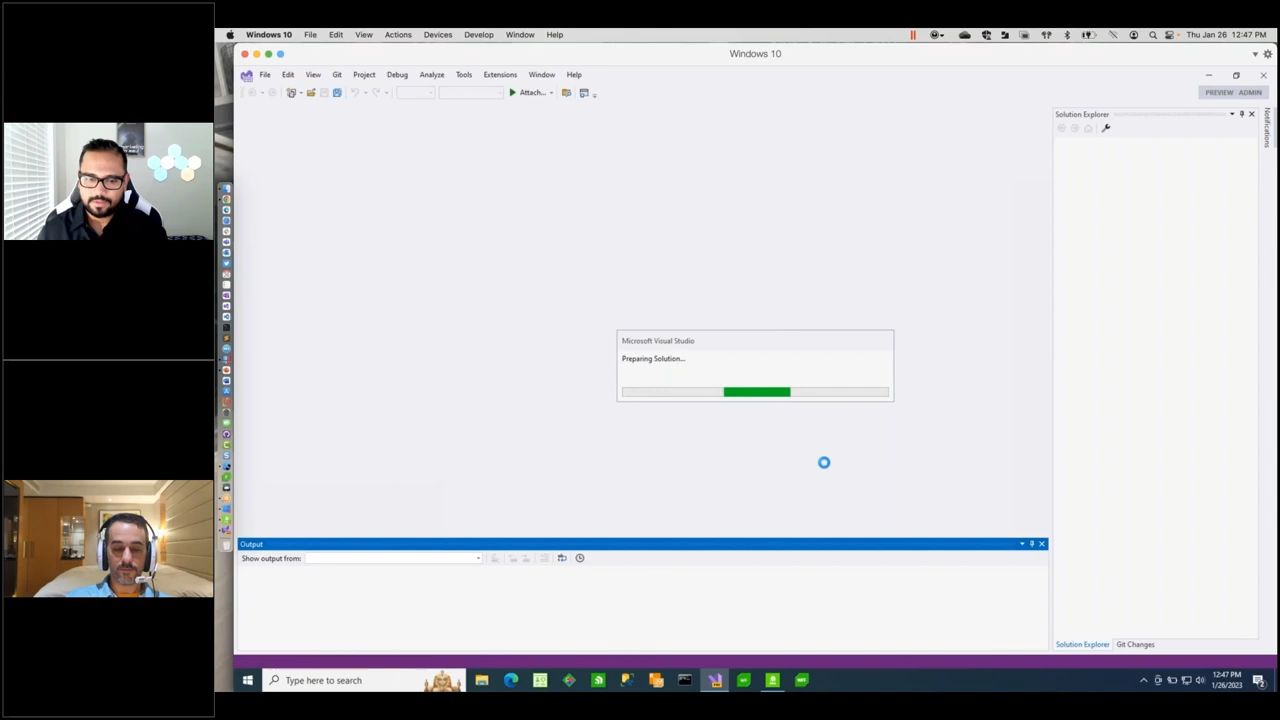 Windows 10 File Edit View Actions Devices Develop Window Help
Thu Jan 26 12:47 PM
Windows 10
File Edit View Git Project Debug Analyze Tools Extensions Window Help
Attach...
PREVIEW ADMIN
Solution Explorer
Notifications
Microsoft Visual Studio
Preparing Solution...
Output
Show output from:
Solution Explorer Git Changes
Type here to search
12:47 PM
1/26/2023